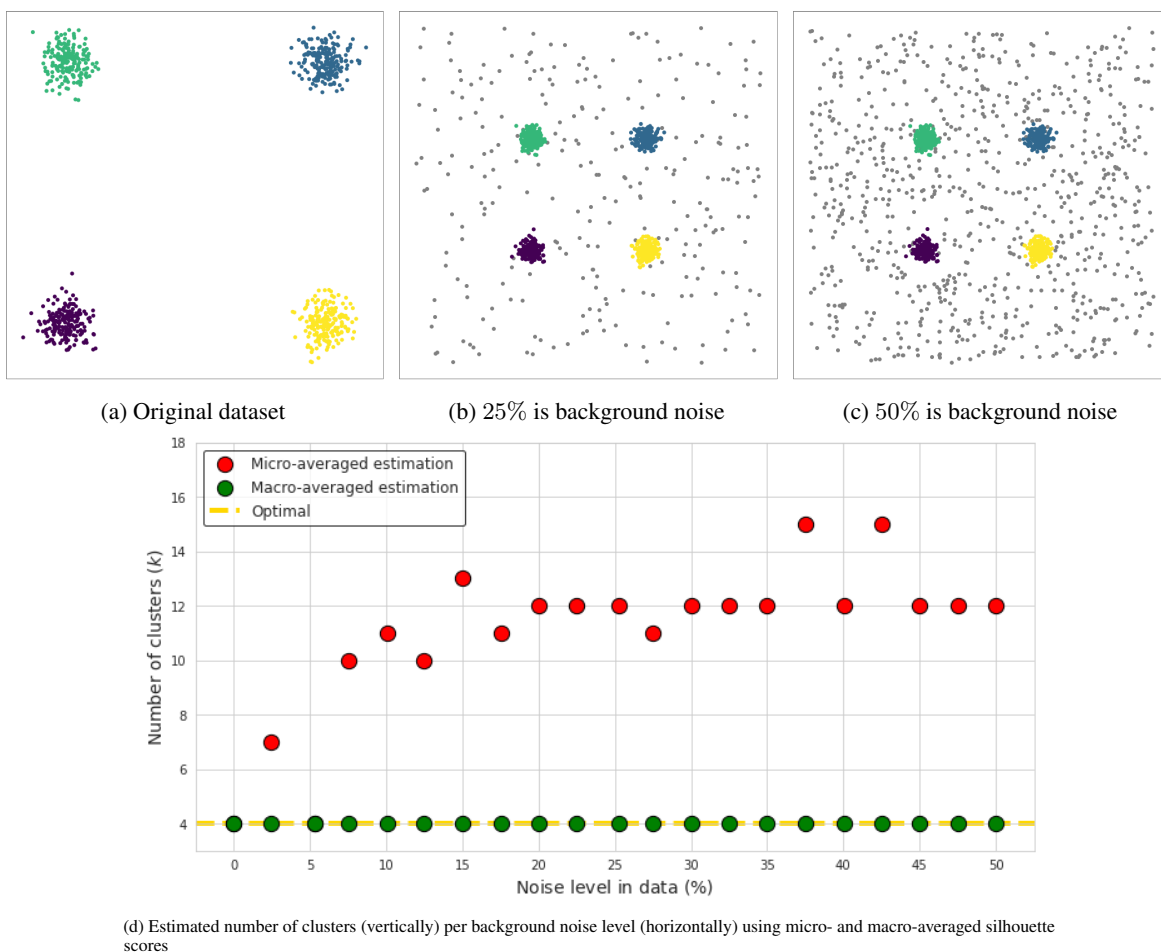 (a) Original dataset
(b) 25% is background noise
(c) 50% is background noise
18
16
14
12
10
8
6
4
Number of clusters (k)
Micro-averaged estimation
Macro-averaged estimation
Optimal
0 5 10 15 20 25 30 35 40 45 50
Noise level in data (%)
(d) Estimated number of clusters (vertically) per background noise level (horizontally) using micro- and macro-averaged silhouette
scores